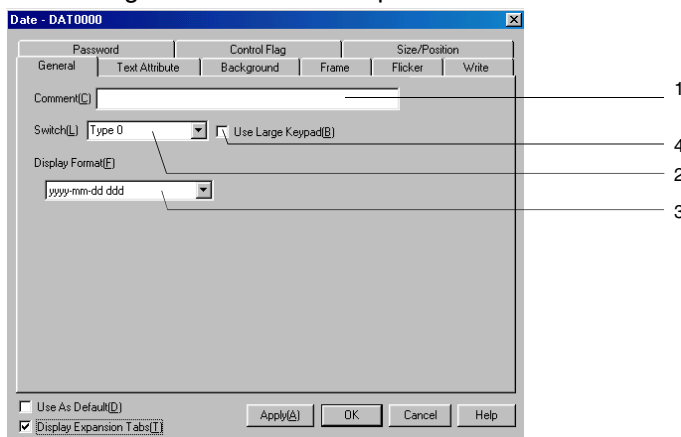 Date - DAT0000
Password Control Flag Size/Position
General Text Attribute Background Frame Flicker Write
Comment(C) 1
Switch(L) Type 0 Use Large Keypad(B) 4
2
Display Format(F)
yyyy-mm-dd ddd 3
Use As Default(D)
Display Expansion Tabs(T)
Apply(A) OK Cancel Help